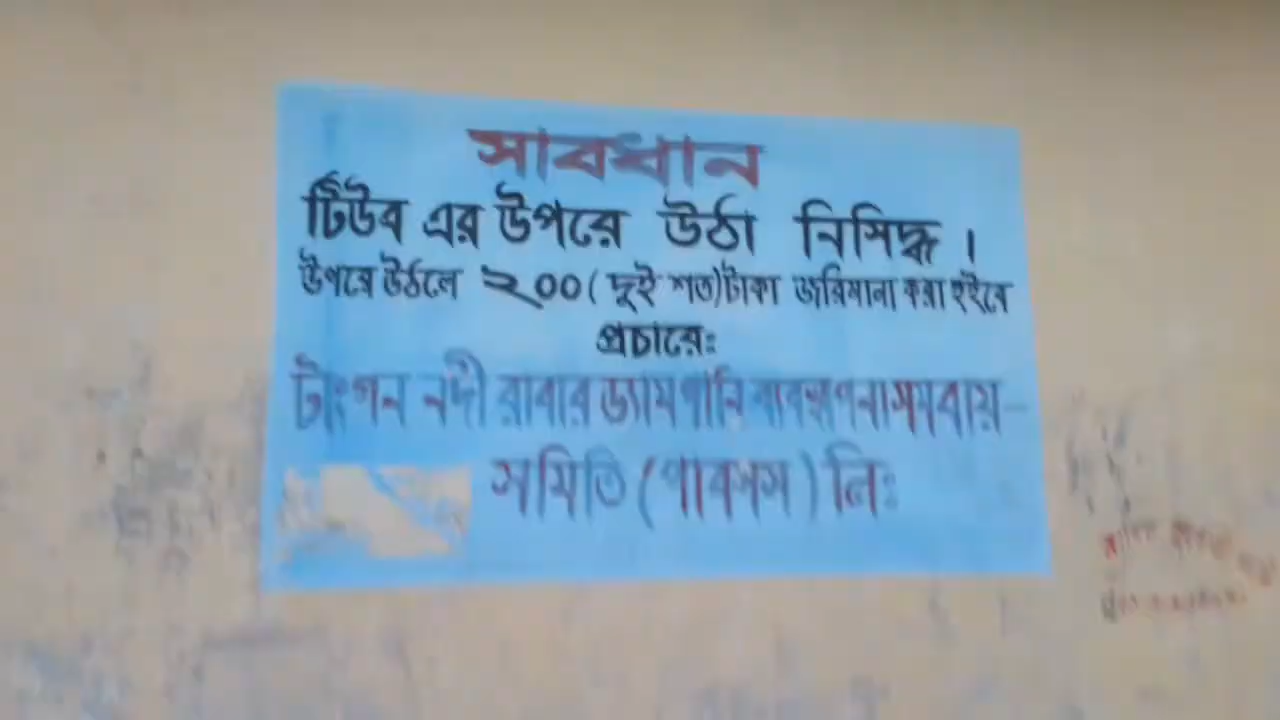 সাবধান
টিউব এর উপরে উঠা নিসিদ্ধ ।
উপরে উঠলে ২০০ ( দুই শত)টাকা জরিমানা করা হইবে
প্রচারেঃ
টাংগন নদী রাবার ড্যাম পানি ব্যবস্থাপনা সমবায়-
সমিতি (পাবসস ) লিঃ